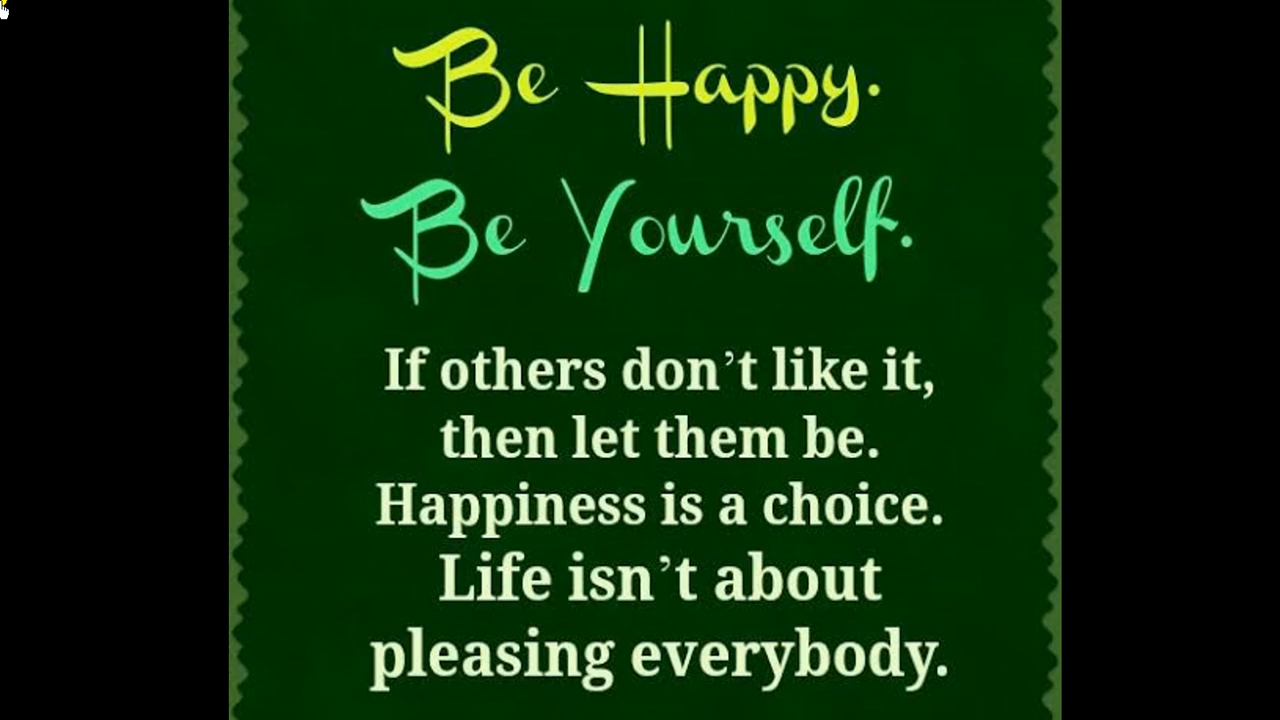 Be Happy.
Be Yourself.
If others don’t like it,
then let them be.
Happiness is a choice.
Life isn’t about
pleasing everybody.